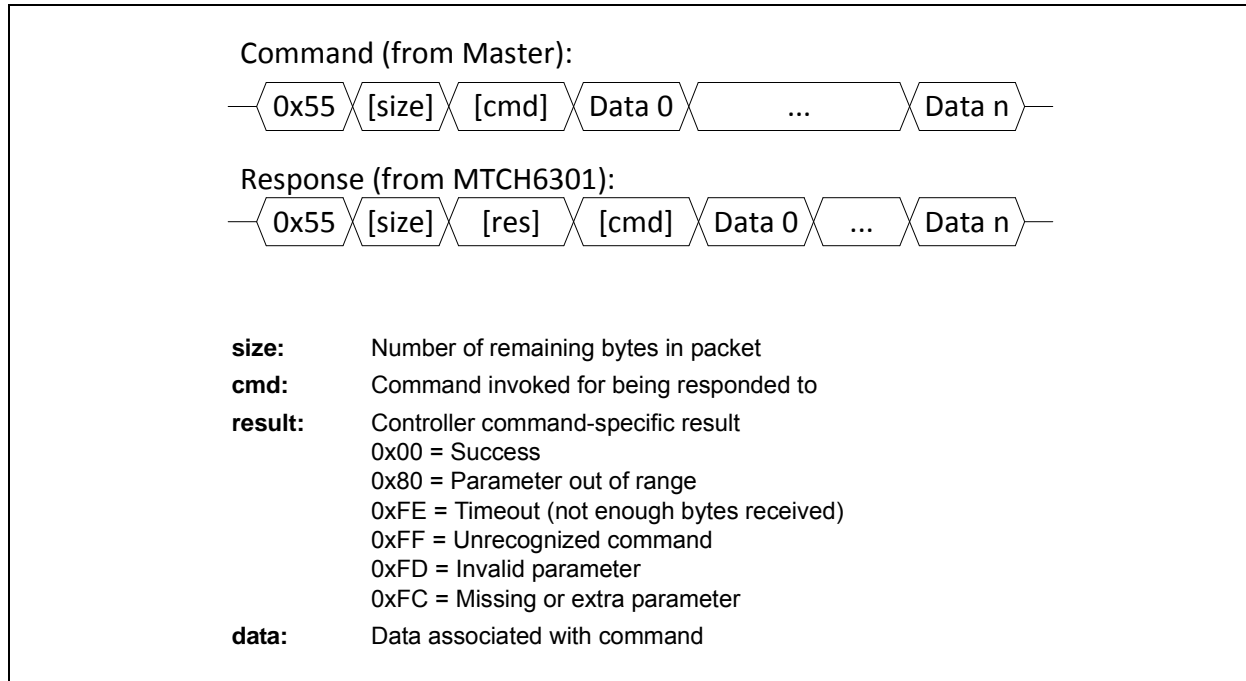 Command (from Master):
0x55 [size] [cmd] Data 0 ... Data n
Response (from MTCH6301):
0x55 [size] [res] [cmd] Data 0 ... Data n
size: Number of remaining bytes in packet
cmd: Command invoked for being responded to
result: Controller command-specific result
0x00 = Success
0x80 = Parameter out of range
0xFE = Timeout (not enough bytes received)
0xFF = Unrecognized command
0xFD = Invalid parameter
0xFC = Missing or extra parameter
data: Data associated with command